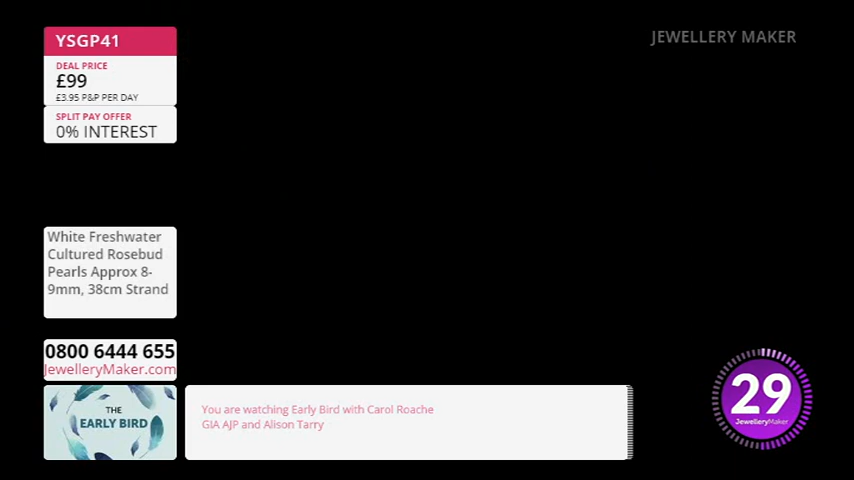 YSGP41
DEAL PRICE
£99
£3.95 P&P PER DAY
SPLIT PAY OFFER
0% INTEREST
JEWELLERY MAKER
White Freshwater
Cultured Rosebud
Pearls Approx 8-
9mm, 38cm Strand
0800 6444 655
JewelleryMaker.com
THE
EARLY BIRD
You are watching Early Bird with Carol Roache
GIA AJP and Alison Tarry
29
JewelleryMaker